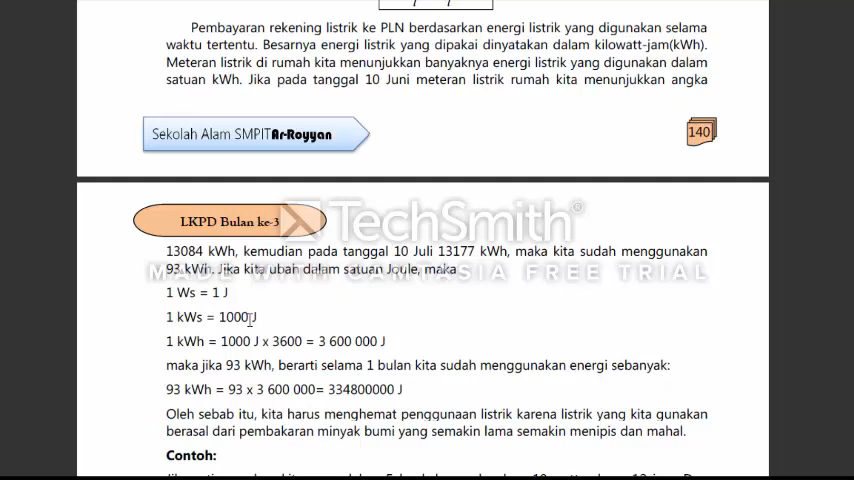 Pembayaran rekening listrik ke PLN berdasarkan energi listrik yang digunakan selama
waktu tertentu. Besarnya energi listrik yang dipakai dinyatakan dalam kilowatt-jam(kWh).
Meteran listrik di rumah kita menunjukkan banyaknya energi listrik yang digunakan dalam
satuan kWh. Jika pada tanggal 10 Juni meteran listrik rumah kita menunjukkan angka
Sekolah Alam SMPIT Ar-Royyan
140
LKPD Bulan ke-3
TechSmith®
13084 kWh, kemudian pada tanggal 10 Juli 13177 kWh, maka kita sudah menggunakan
93 kWh. Jika kita ubah dalam satuan Joule, maka
MADE WITH CAMTASIA FREE TRIAL
1 Ws = 1 J
1 kWs = 1000 J
1 kWh = 1000 J x 3600 = 3 600 000 J
maka jika 93 kWh, berarti selama 1 bulan kita sudah menggunakan energi sebanyak:
93 kWh = 93 x 3 600 000= 334800000 J
Oleh sebab itu, kita harus menghemat penggunaan listrik karena listrik yang kita gunakan
berasal dari pembakaran minyak bumi yang semakin lama semakin menipis dan mahal.
Contoh: